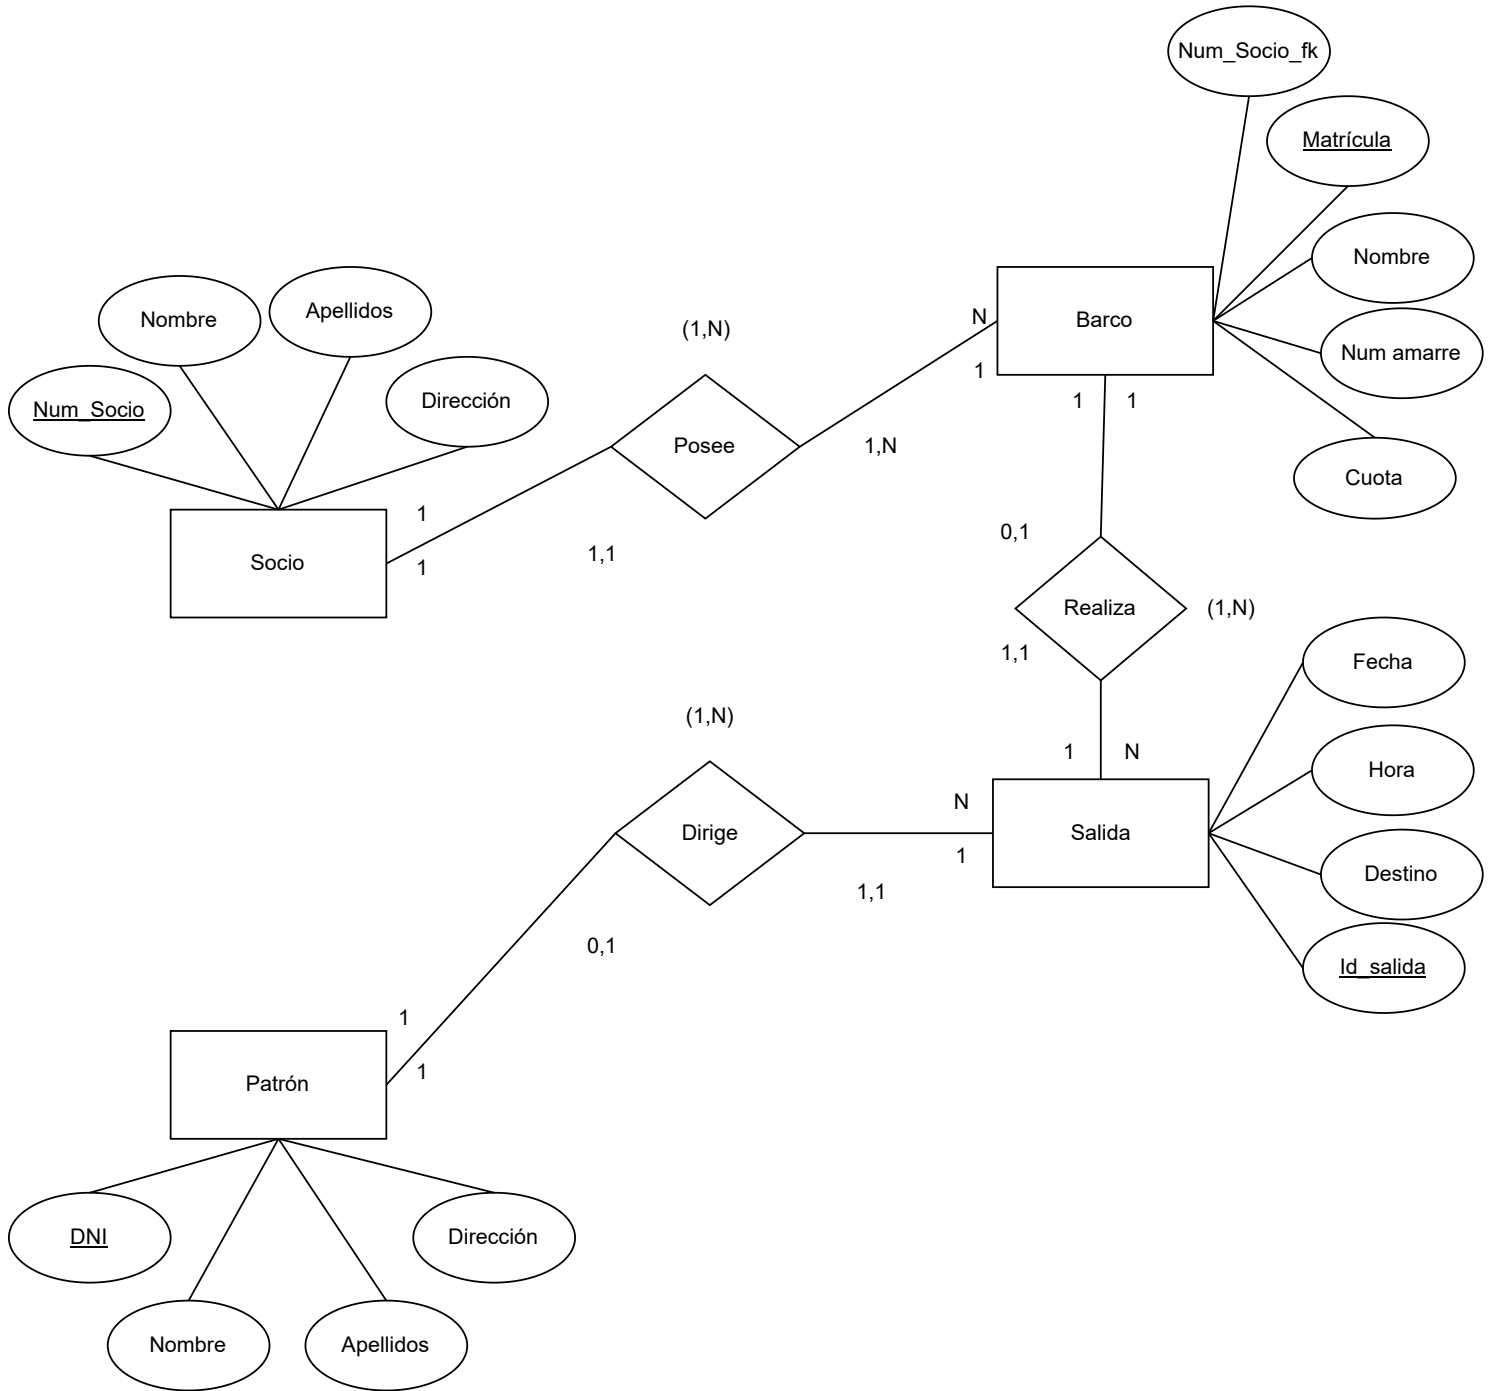 Num_Socio_fk
Matrícula
Nombre
Num amarre
Cuota
Barco
N
1
1
1
(1,N)
Posee
1,N
1,1
Nombre
Apellidos
Num_Socio
Dirección
Socio
1
1
0,1
Realiza
(1,N)
1,1
1
N
Fecha
Hora
Destino
Id_salida
Salida
N
1
(1,N)
Dirige
1,1
0,1
1
1
Patrón
DNI
Dirección
Nombre
Apellidos